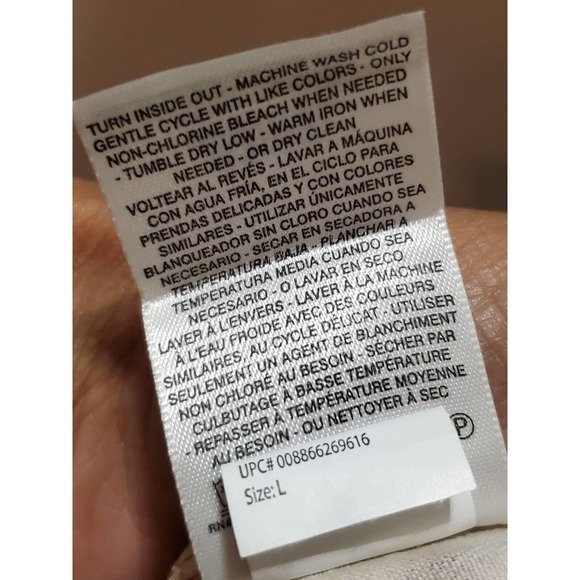 TURN INSIDE OUT - MACHINE WASH COLD
GENTLE CYCLE WITH LIKE COLORS - ONLY
NON-CHLORINE BLEACH WHEN NEEDED
- TUMBLE DRY LOW - WARM IRON WHEN
NEEDED - OR DRY CLEAN
VOLTEAR AL REVÉS - LAVAR A MÁQUINA
CON AGUA FRÍA, EN EL CICLO PARA
PRENDAS DELICADAS Y CON COLORES
SIMILARES - UTILIZAR ÚNICAMENTE
BLANQUEADOR SIN CLORO CUANDO SEA
NECESARIO - SECAR EN SECADORA A
TEMPERATURA BAJA - PLANCHAR A
TEMPERATURA MEDIA CUANDO SEA
NECESARIO - O LAVAR EN SECO
LAVER À L'ENVERS - LAVER À LA MACHINE
À L'EAU FROIDE AVEC DES COULEURS
SIMILAIRES, AU CYCLE DÉLICAT - UTILISER
SEULEMENT UN AGENT DE BLANCHIMENT
NON CHLORÉ AU BESOIN - SÉCHER PAR
CULBUTAGE À BASSE TEMPÉRATURE
- REPASSER À TEMPÉRATURE MOYENNE
AU BESOIN - OU NETTOYER À SEC
P
UPC# 008866269616
Size: L